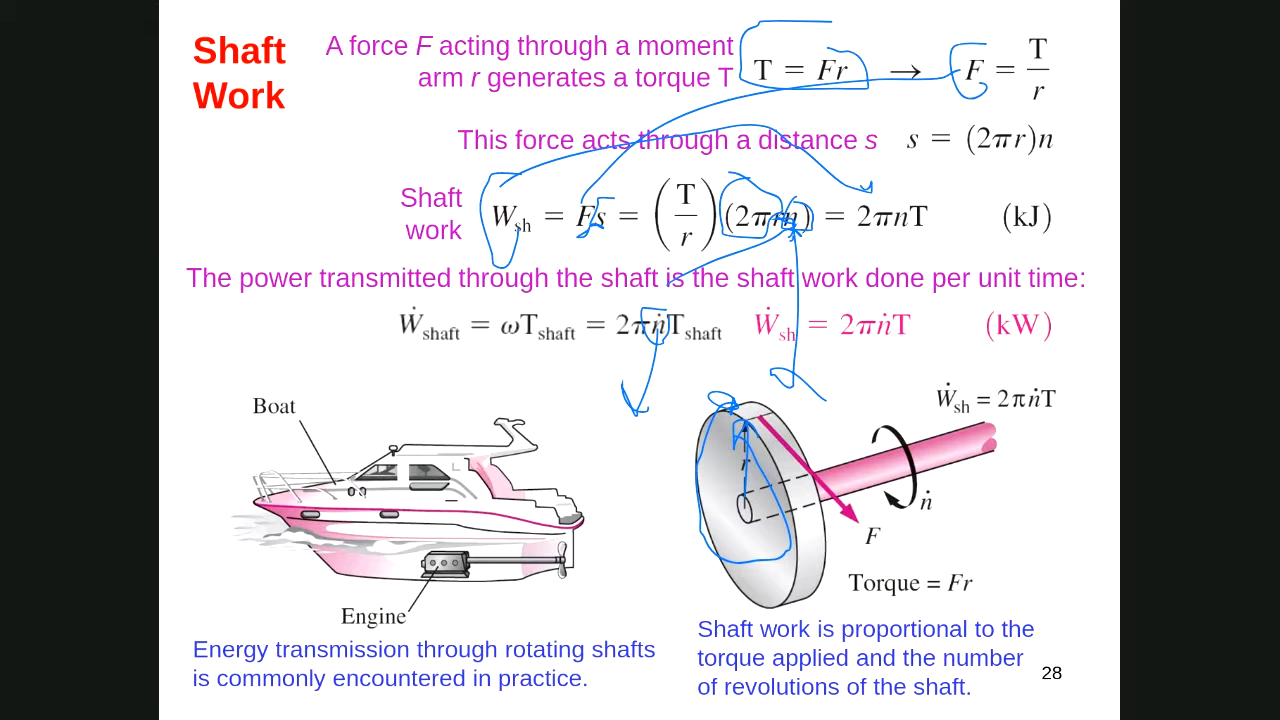 Shaft
Work
A force F acting through a moment
arm r generates a torque T
T = Fr → F = T/r
This force acts through a distance s s = (2πr)n
Shaft
work
W_sh = Fs = (T/r)(2πrn) = 2πnT (kJ)
The power transmitted through the shaft is the shaft work done per unit time:
Ẇ_shaft = ωT_shaft = 2πṅT_shaft Ẇ_sh = 2πṅT (kW)
Boat
Engine
Energy transmission through rotating shafts
is commonly encountered in practice.
Ẇ_sh = 2πṅT
r
ṅ
F
Torque = Fr
Shaft work is proportional to the
torque applied and the number
of revolutions of the shaft.
28